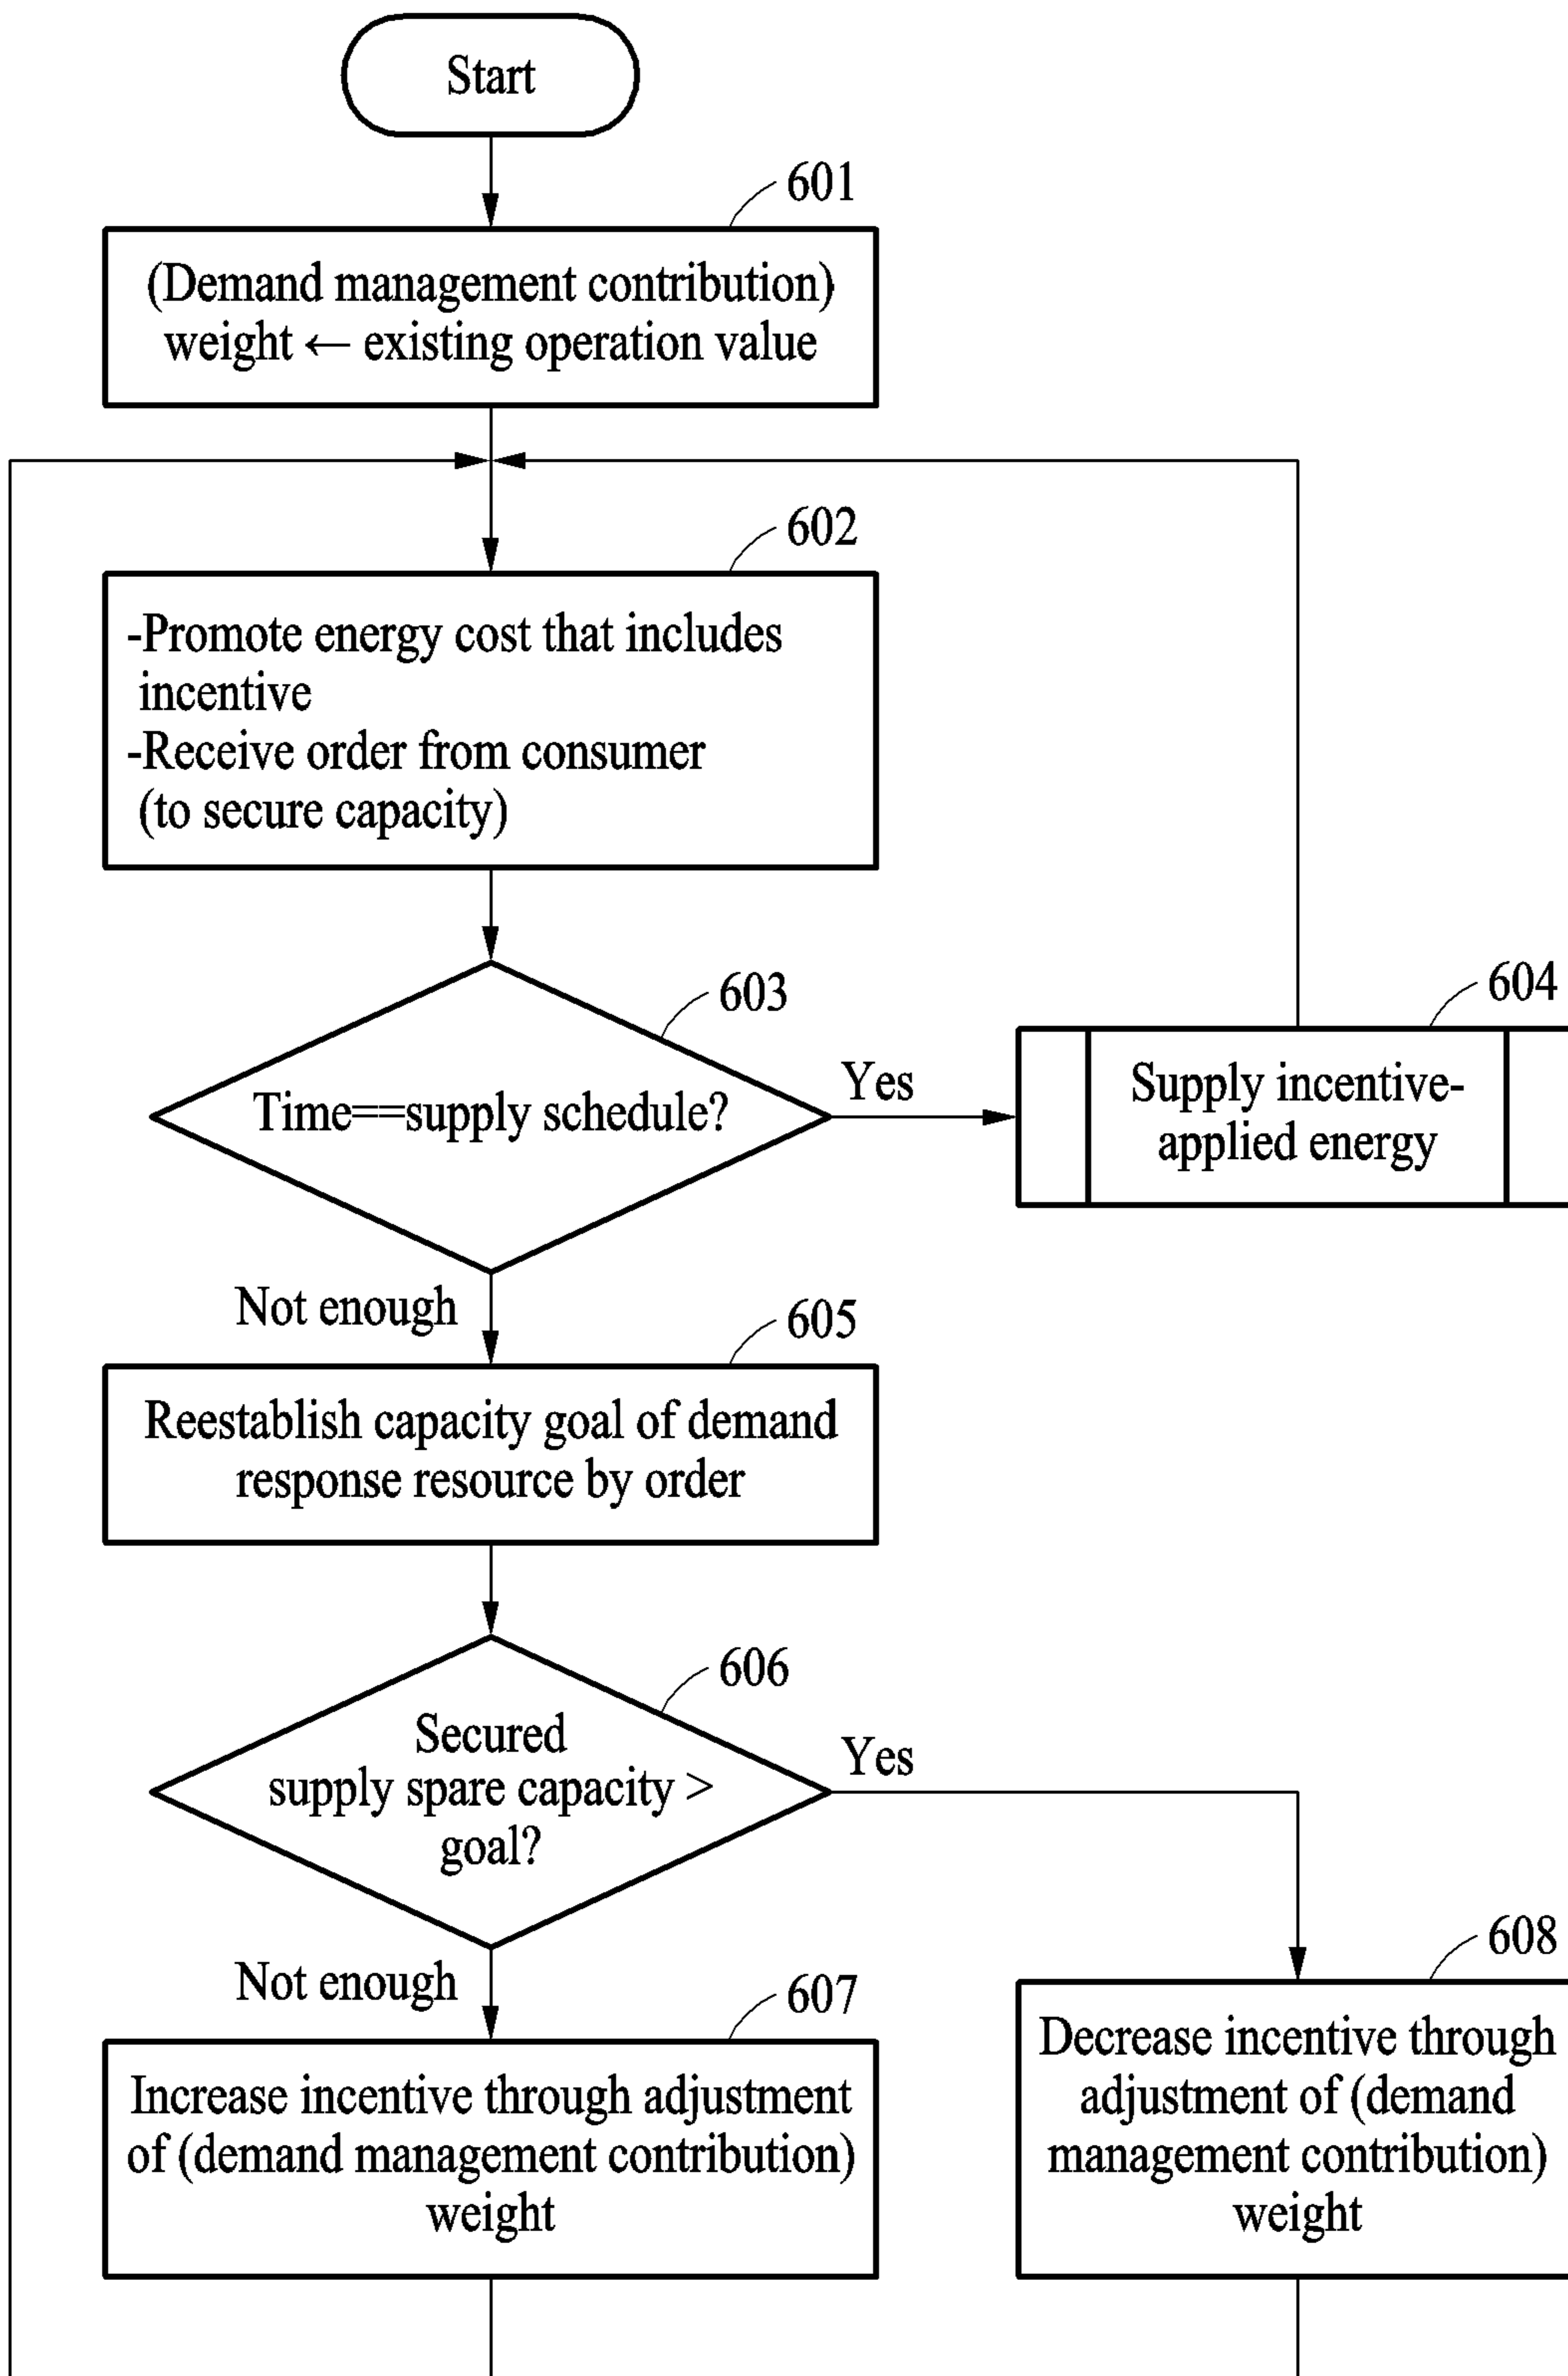 Start
601
(Demand management contribution)
weight ← existing operation value
602
-Promote energy cost that includes
incentive
-Receive order from consumer
(to secure capacity)
603
Time==supply schedule?
Yes
604
Supply incentive-
applied energy
Not enough
605
Reestablish capacity goal of demand
response resource by order
606
Secured
supply spare capacity >
goal?
Yes
Not enough
607
Increase incentive through adjustment
of (demand management contribution)
weight
608
Decrease incentive through
adjustment of (demand
management contribution)
weight